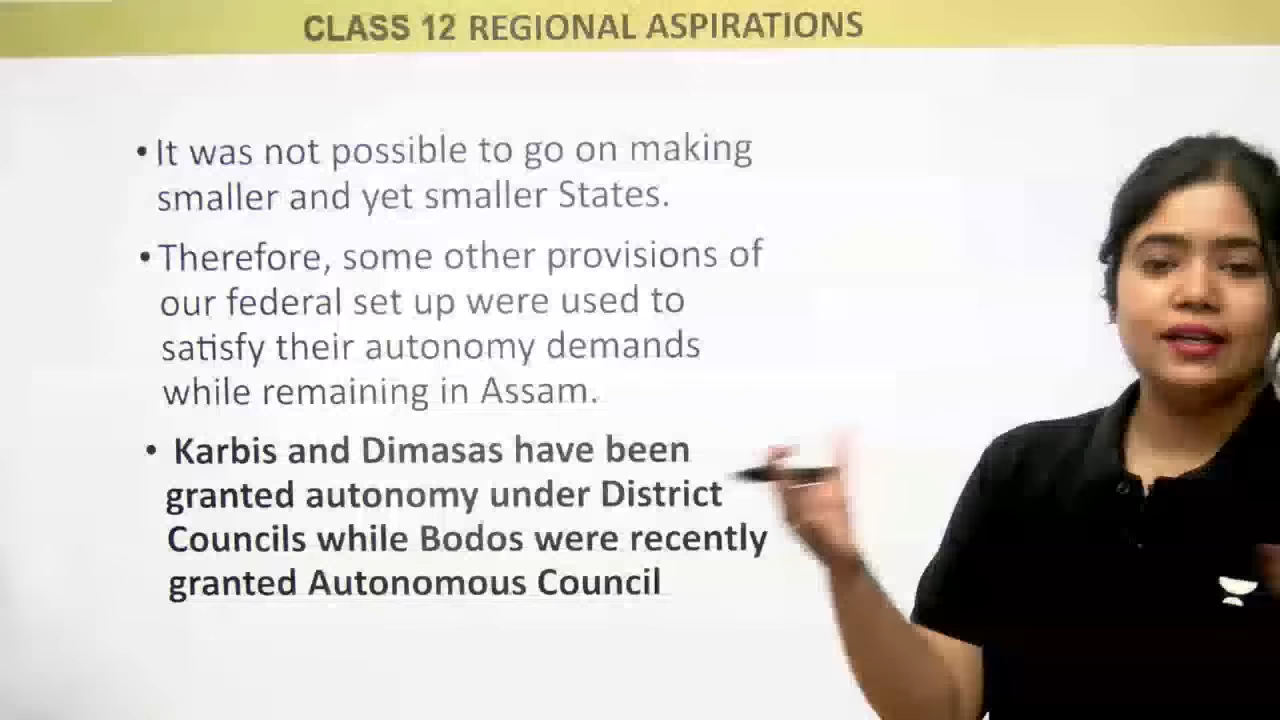 CLASS 12 REGIONAL ASPIRATIONS
•It was not possible to go on making
smaller and yet smaller States.
•Therefore, some other provisions of
our federal set up were used to
satisfy their autonomy demands
while remaining in Assam.
• Karbis and Dimasas have been
granted autonomy under District
Councils while Bodos were recently
granted Autonomous Council